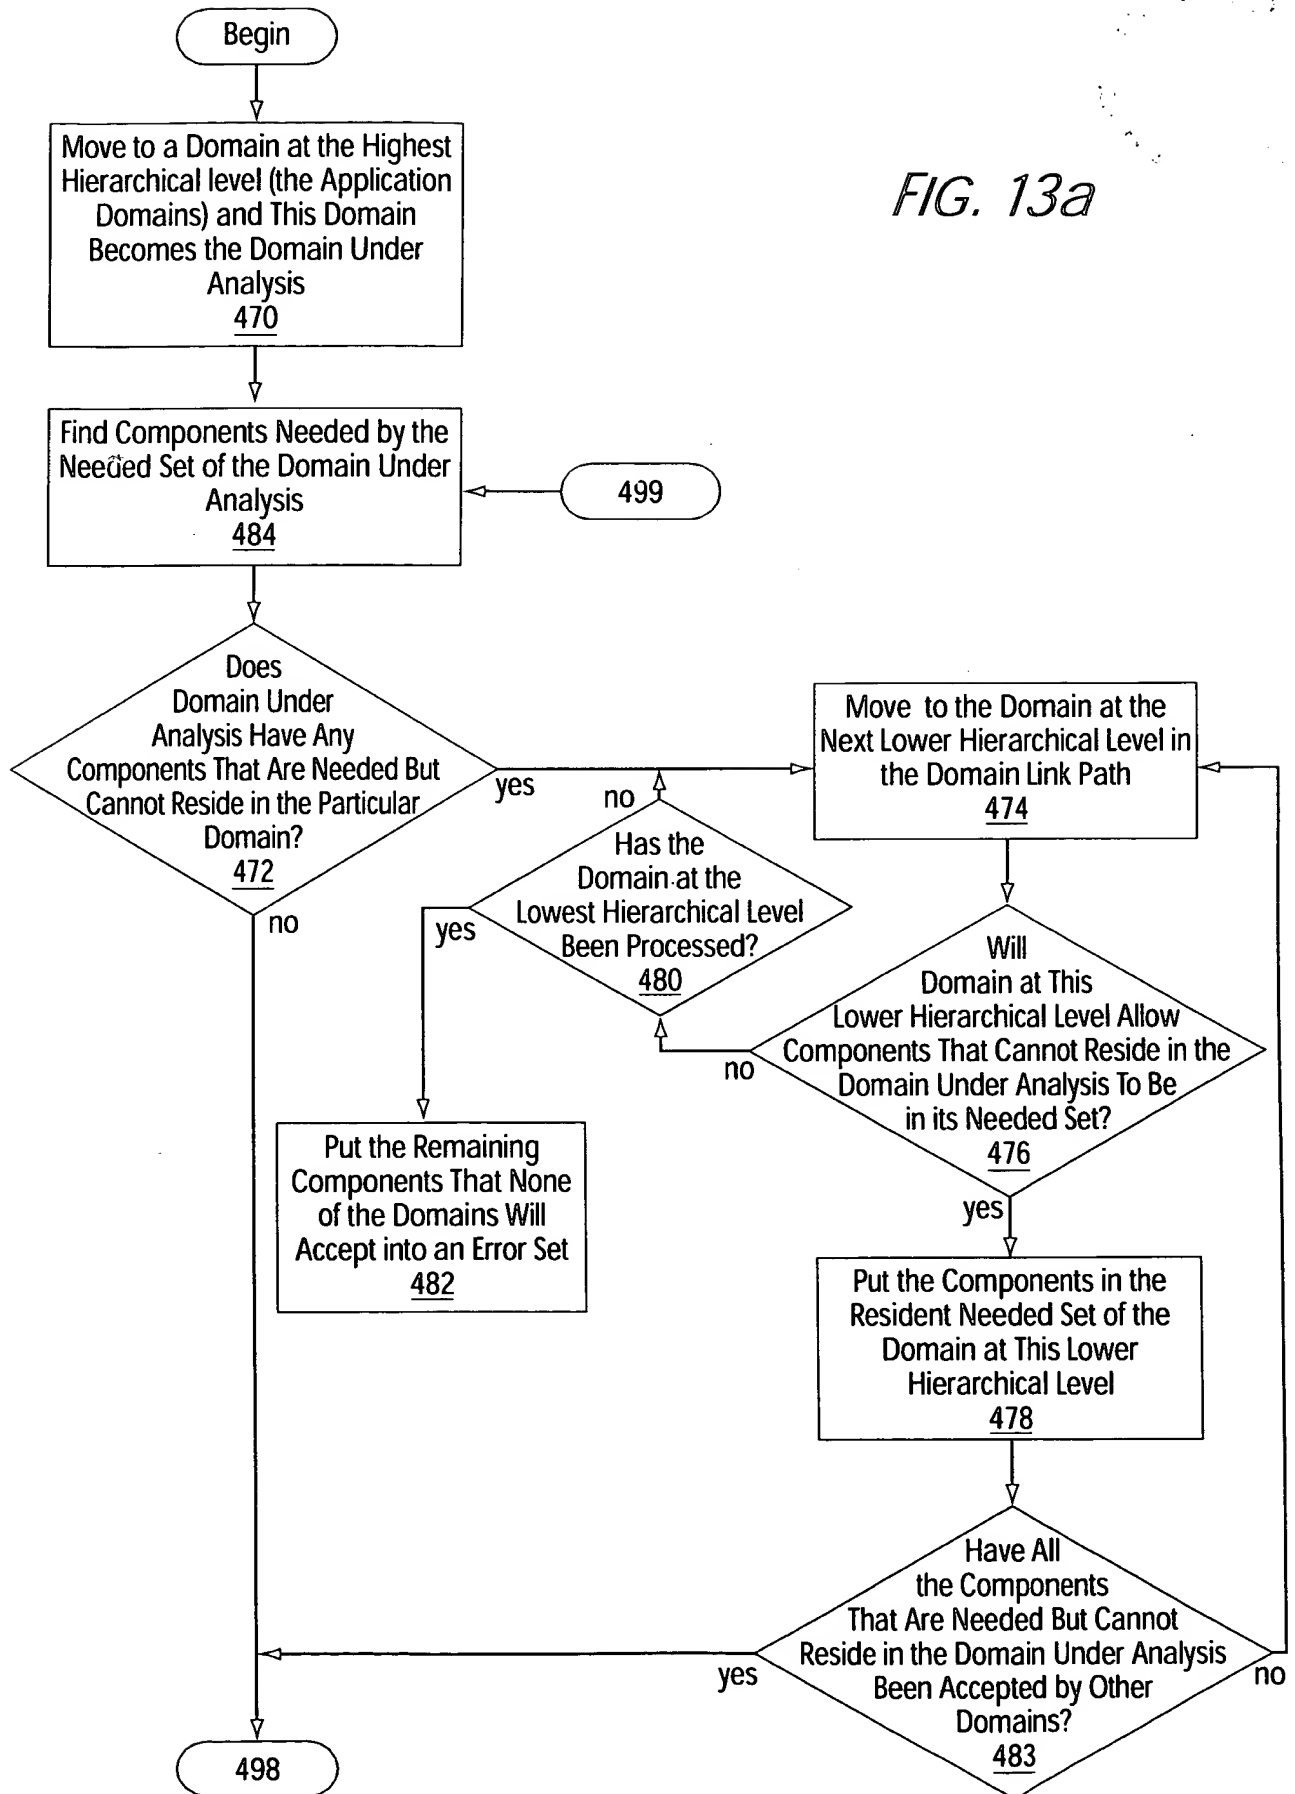 Begin
FIG. 13a
Move to a Domain at the Highest
Hierarchical level (the Application
Domains) and This Domain
Becomes the Domain Under
Analysis
470
Find Components Needed by the
Needed Set of the Domain Under
Analysis
484
499
Does
Domain Under
Analysis Have Any
Components That Are Needed But
Cannot Reside in the Particular
Domain?
472
yes
no
Move to the Domain at the
Next Lower Hierarchical Level in
the Domain Link Path
474
no
Has the
Domain at the
Lowest Hierarchical Level
Been Processed?
480
yes
Will
Domain at This
Lower Hierarchical Level Allow
Components That Cannot Reside in the
Domain Under Analysis To Be
in its Needed Set?
476
no
yes
Put the Remaining
Components That None
of the Domains Will
Accept into an Error Set
482
Put the Components in the
Resident Needed Set of the
Domain at This Lower
Hierarchical Level
478
Have All
the Components
That Are Needed But Cannot
Reside in the Domain Under Analysis
Been Accepted by Other
Domains?
483
yes
no
498